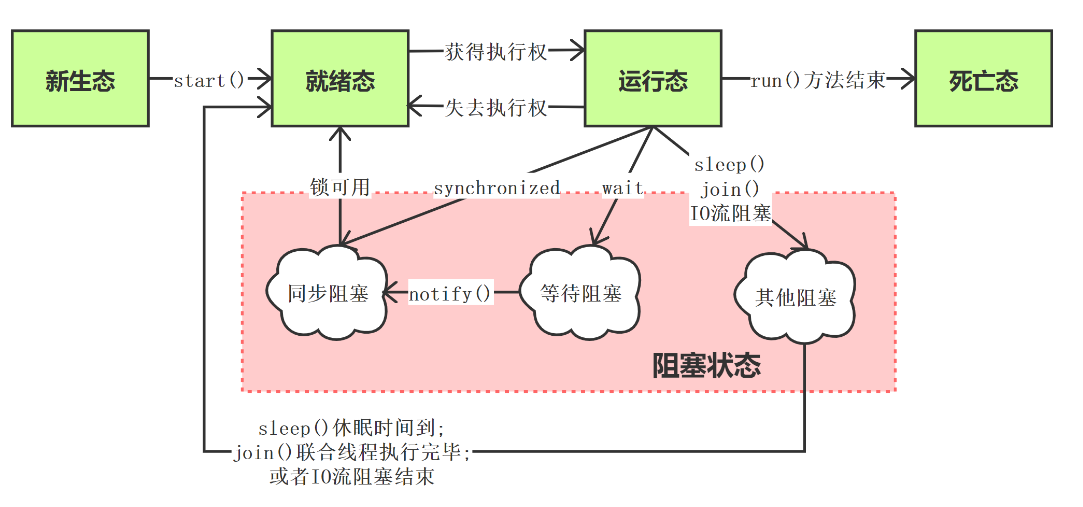 新生态
start()
就绪态
获得执行权
失去执行权
运行态
run()方法结束
死亡态
锁可用
synchronized
wait
sleep()
join()
IO流阻塞
同步阻塞
notify()
等待阻塞
其他阻塞
阻塞状态
sleep()休眠时间到;
join()联合线程执行完毕;
或者IO流阻塞结束